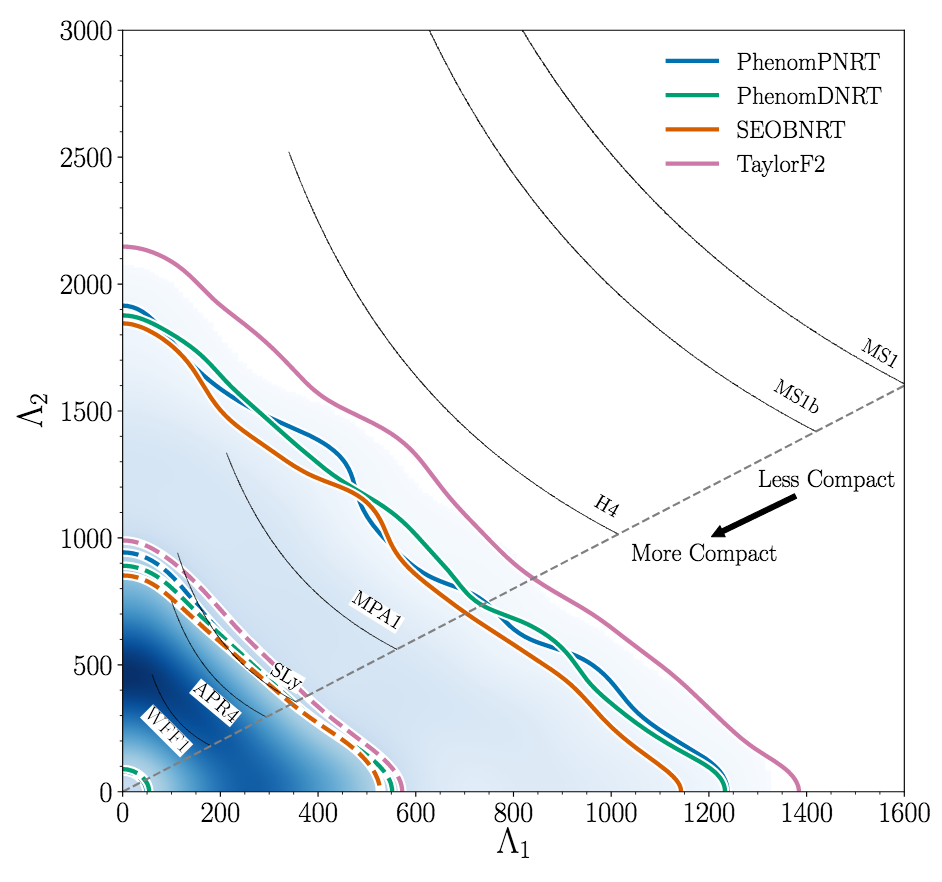 3000
2500
2000
1500
1000
500
0
Λ₂
PhenomPNRT
PhenomDNRT
SEOBNRT
TaylorF2
MS1
MS1b
Less Compact
H4
More Compact
MPA1
SLy
APR4
WFF1
0 200 400 600 800 1000 1200 1400 1600
Λ₁